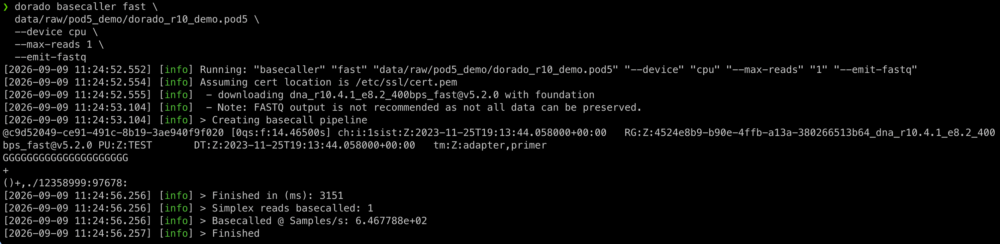 ❯ dorado basecaller fast \
  data/raw/pod5_demo/dorado_r10_demo.pod5 \
  --device cpu \
  --max-reads 1 \
  --emit-fastq
[2026-09-09 11:24:52.552] [info] Running: "basecaller" "fast" "data/raw/pod5_demo/dorado_r10_demo.pod5" "--device" "cpu" "--max-reads" "1" "--emit-fastq"
[2026-09-09 11:24:52.554] [info] Assuming cert location is /etc/ssl/cert.pem
[2026-09-09 11:24:52.555] [info]  - downloading dna_r10.4.1_e8.2_400bps_fast@v5.2.0 with foundation
[2026-09-09 11:24:53.104] [info]  - Note: FASTQ output is not recommended as not all data can be preserved.
[2026-09-09 11:24:53.104] [info] > Creating basecall pipeline
@c9d52049-ce91-491c-8b19-3ae940f9f020 [0qs:f:14.46500s] ch:i:1sist:Z:2023-11-25T19:13:44.058000+00:00   RG:Z:4524e8b9-b90e-4ffb-a13a-380266513b64_dna_r10.4.1_e8.2_400
bps_fast@v5.2.0 PU:Z:TEST       DT:Z:2023-11-25T19:13:44.058000+00:00   tm:Z:adapter,primer
GGGGGGGGGGGGGGGGGGGGG
+
()+,./12358999:97678:
[2026-09-09 11:24:56.256] [info] > Finished in (ms): 3151
[2026-09-09 11:24:56.256] [info] > Simplex reads basecalled: 1
[2026-09-09 11:24:56.256] [info] > Basecalled @ Samples/s: 6.467788e+02
[2026-09-09 11:24:56.257] [info] > Finished